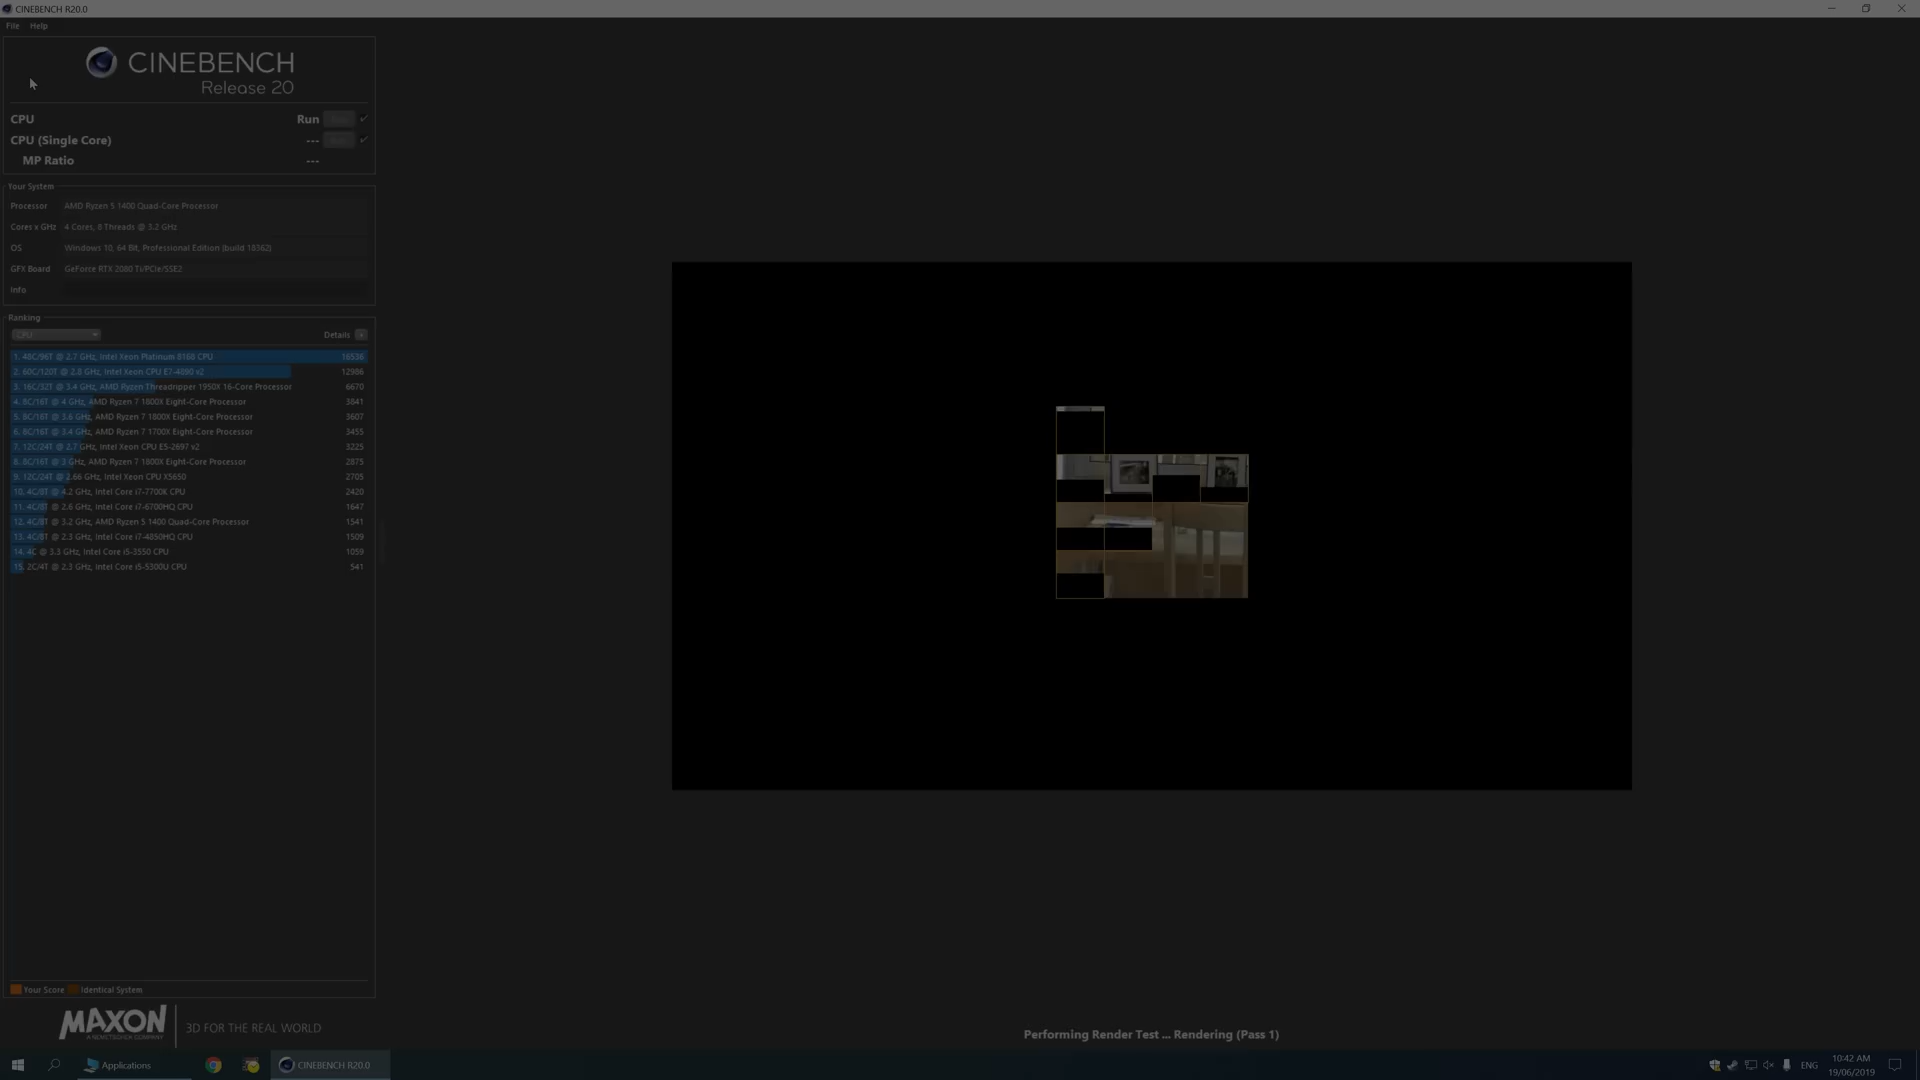 CINEBENCH R20.0
File Help
CINEBENCH
Release 20
CPU Run
CPU (Single Core) ---
MP Ratio ---
Your System
Processor AMD Ryzen 5 1400 Quad-Core Processor
Cores x GHz 4 Cores, 8 Threads @ 3.2 GHz
OS Windows 10, 64 Bit, Professional Edition (build 18362)
GFX Board GeForce RTX 2080 Ti/PCIe/SSE2
Info
Ranking
CPU Details
1. 48C/96T @ 2.7 GHz, Intel Xeon Platinum 8168 CPU 16536
2. 60C/120T @ 2.8 GHz, Intel Xeon CPU E7-4890 v2 12986
3. 16C/32T @ 3.4 GHz, AMD Ryzen Threadripper 1950X 16-Core Processor 6670
4. 8C/16T @ 4 GHz, AMD Ryzen 7 1800X Eight-Core Processor 3841
5. 8C/16T @ 3.6 GHz, AMD Ryzen 7 1800X Eight-Core Processor 3607
6. 8C/16T @ 3.4 GHz, AMD Ryzen 7 1700X Eight-Core Processor 3455
7. 12C/24T @ 2.7 GHz, Intel Xeon CPU E5-2697 v2 3225
8. 8C/16T @ 3 GHz, AMD Ryzen 7 1800X Eight-Core Processor 2875
9. 12C/24T @ 2.66 GHz, Intel Xeon CPU X5650 2705
10. 4C/8T @ 4.2 GHz, Intel Core i7-7700K CPU 2420
11. 4C/8T @ 2.6 GHz, Intel Core i7-6700HQ CPU 1647
12. 4C/8T @ 3.2 GHz, AMD Ryzen 5 1400 Quad-Core Processor 1541
13. 4C/8T @ 2.3 GHz, Intel Core i7-4850HQ CPU 1509
14. 4C @ 3.3 GHz, Intel Core i5-3550 CPU 1059
15. 2C/4T @ 2.3 GHz, Intel Core i5-5300U CPU 541
Your Score Identical System
MAXON
A NEMETSCHEK COMPANY
3D FOR THE REAL WORLD
Performing Render Test ... Rendering (Pass 1)
Applications
CINEBENCH R20.0
ENG
10:42 AM
19/06/2019